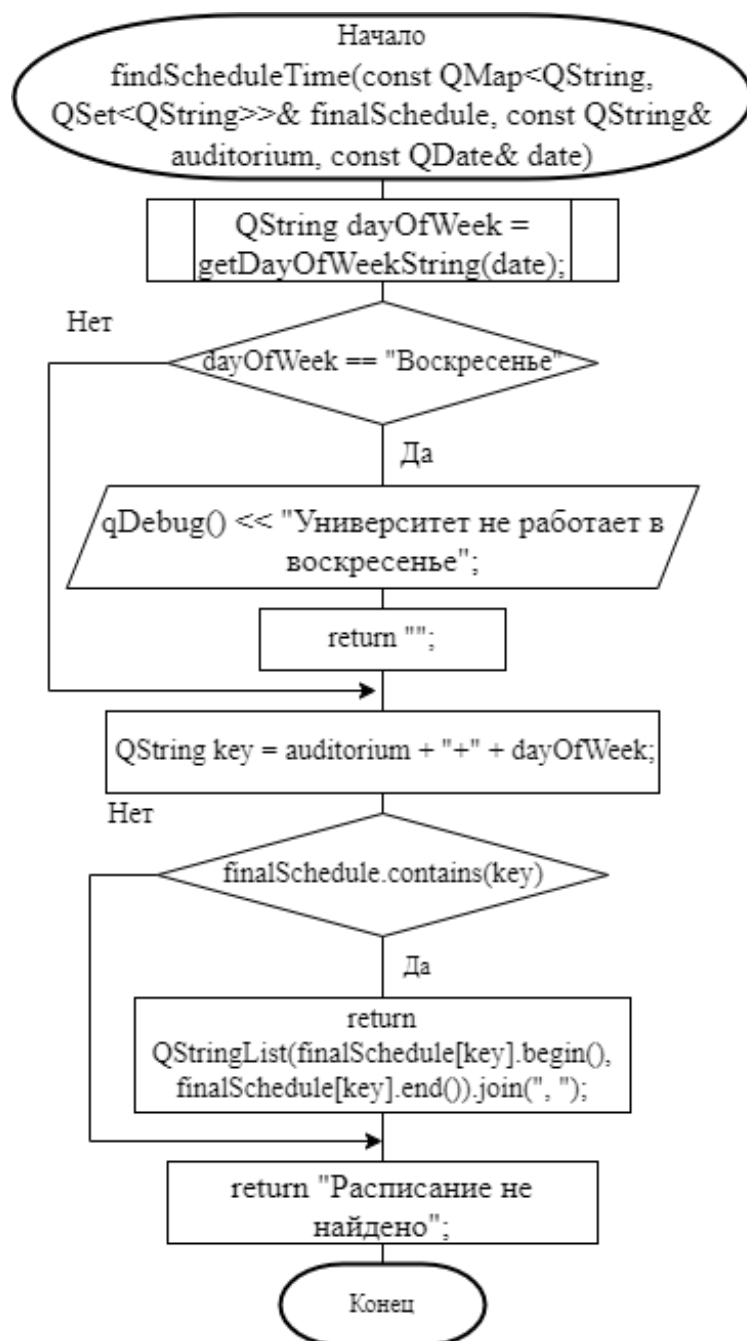 Начало
findScheduleTime(const QMap<QString,
QSet<QString>>& finalSchedule, const QString&
auditorium, const QDate& date)
QString dayOfWeek =
getDayOfWeekString(date);
Нет
dayOfWeek == "Воскресенье"
Да
qDebug() << "Университет не работает в
воскресенье";
return "";
QString key = auditorium + "+" + dayOfWeek;
Нет
finalSchedule.contains(key)
Да
return
QStringList(finalSchedule[key].begin(),
finalSchedule[key].end()).join(", ");
return "Расписание не
найдено";
Конец